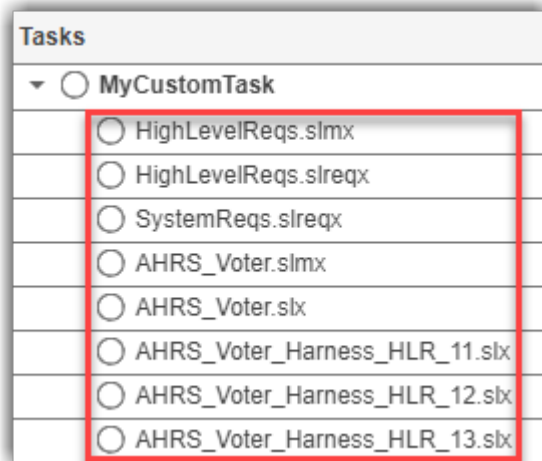 Tasks
MyCustomTask
HighLevelReqs.slmx
HighLevelReqs.slreqx
SystemReqs.slreqx
AHRS_Voter.slmx
AHRS_Voter.slx
AHRS_Voter_Harness_HLR_11.slx
AHRS_Voter_Harness_HLR_12.slx
AHRS_Voter_Harness_HLR_13.slx